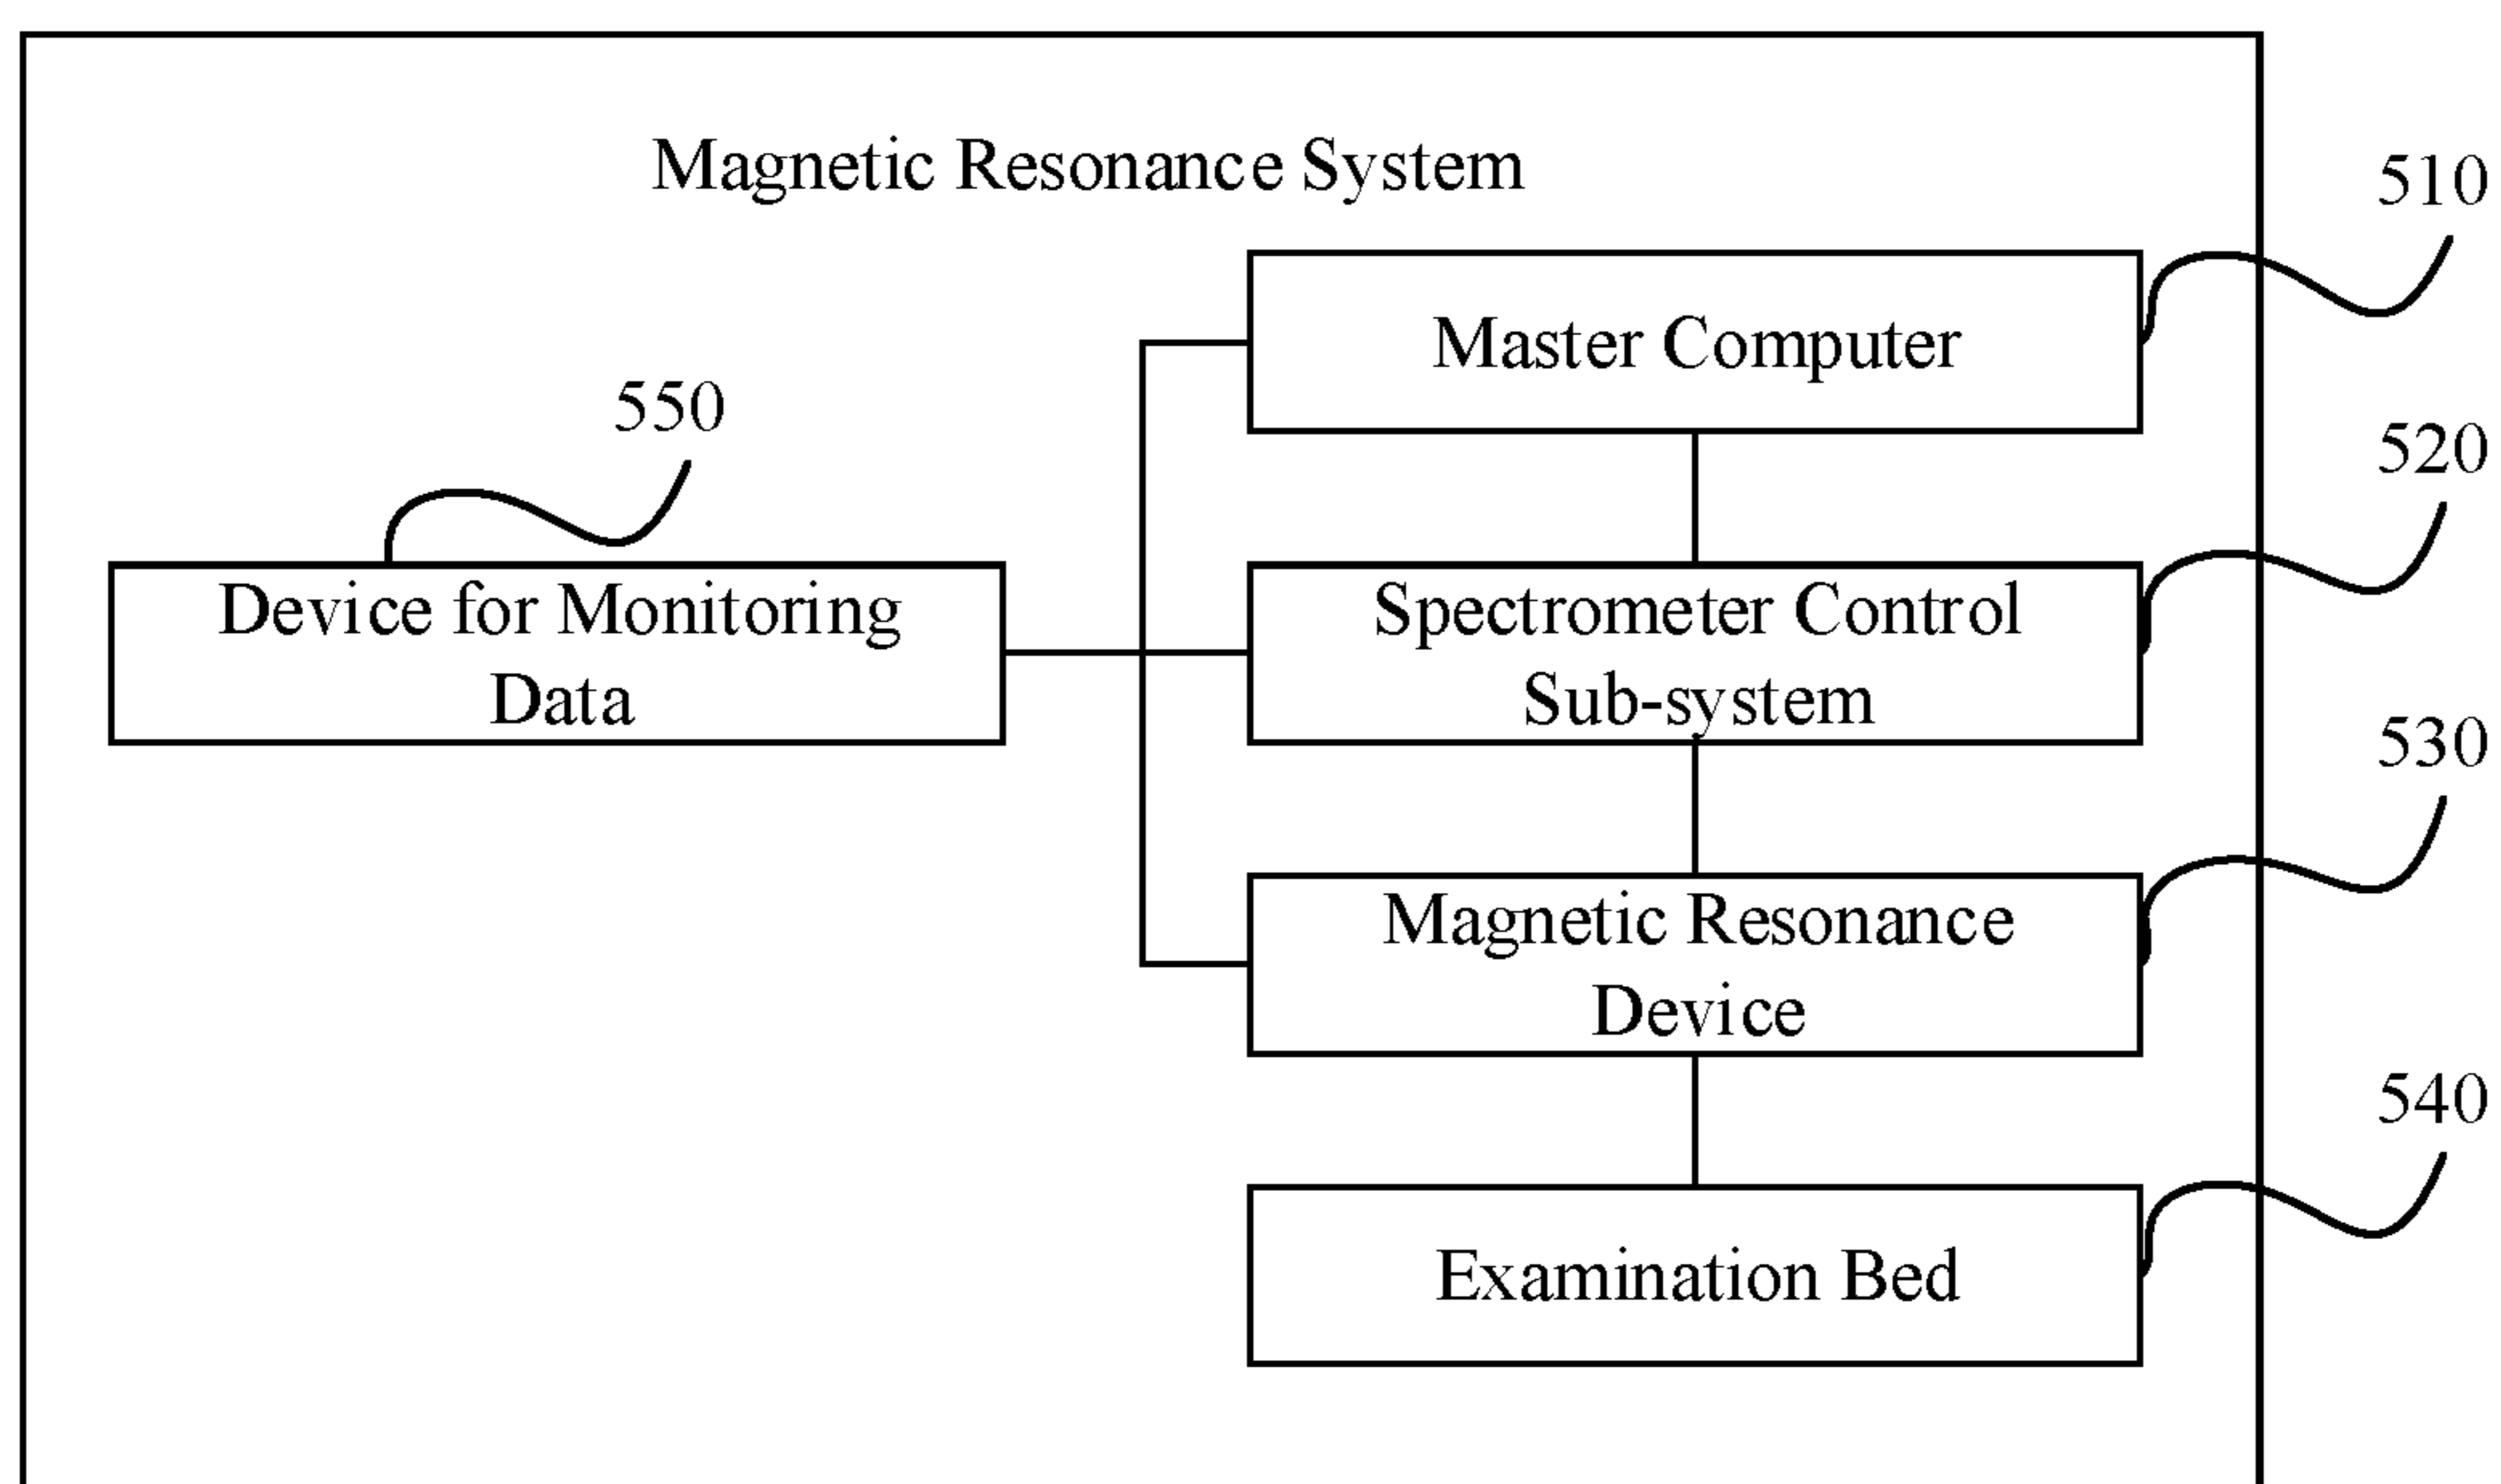 Magnetic Resonance System
510
Master Computer
550
520
Device for Monitoring
Data
Spectrometer Control
Sub-system
530
Magnetic Resonance
Device
540
Examination Bed